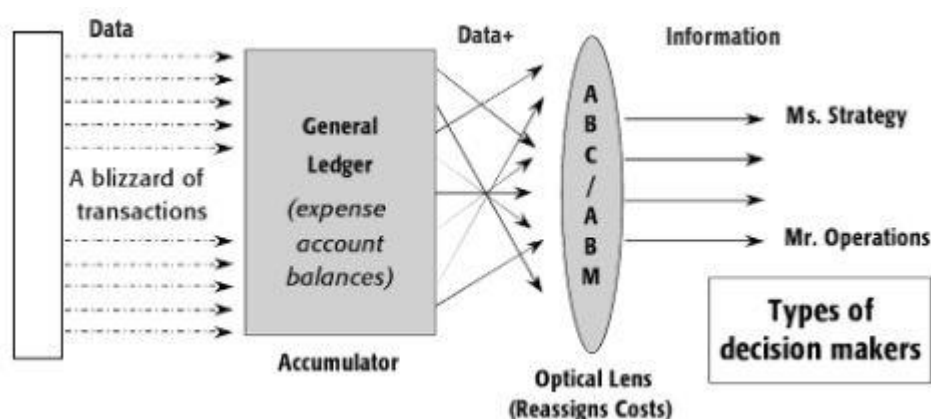 Data
Data+
Information
A blizzard of
transactions
General
Ledger
(expense
account
balances)
Accumulator
A
B
C
/
A
B
M
Optical Lens
(Reassigns Costs)
Ms. Strategy
Mr. Operations
Types of
decision makers